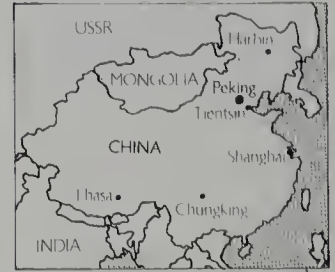 USSR
Harbin
MONGOLIA
Peking
Tientsin
CHINA
Shanghai
Lhasa
Chungking
INDIA